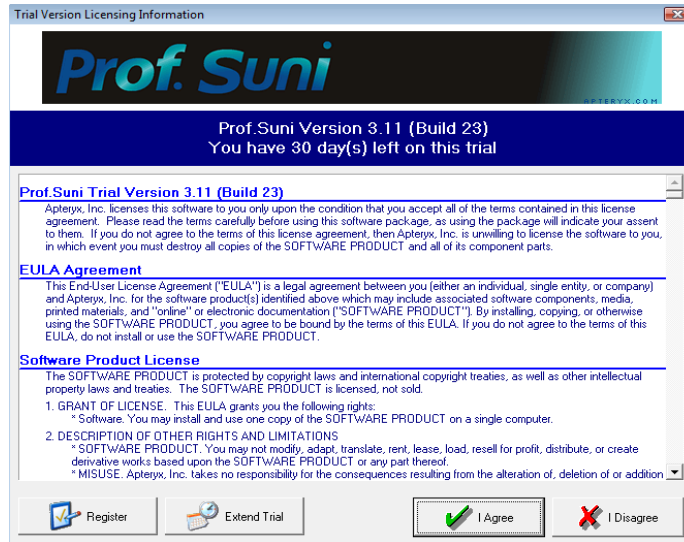 Trial Version Licensing Information
Prof. Suni
APTERYX.COM
Prof.Suni Version 3.11 (Build 23)
You have 30 day(s) left on this trial
Prof.Suni Trial Version 3.11 (Build 23)
Apteryx, Inc. licenses this software to you only upon the condition that you accept all of the terms contained in this license
agreement. Please read the terms carefully before using this software package, as using the package will indicate your assent
to them. If you do not agree to the terms of this license agreement, then Apteryx, Inc. is unwilling to license the software to you,
in which event you must destroy all copies of the SOFTWARE PRODUCT and all of its component parts.
EULA Agreement
This End-User License Agreement ("EULA") is a legal agreement between you (either an individual, single entity, or company)
and Apteryx, Inc. for the software product(s) identified above which may include associated software components, media,
printed materials, and "online" or electronic documentation ("SOFTWARE PRODUCT"). By installing, copying, or otherwise
using the SOFTWARE PRODUCT, you agree to be bound by the terms of this EULA. If you do not agree to the terms of this
EULA, do not install or use the SOFTWARE PRODUCT.
Software Product License
The SOFTWARE PRODUCT is protected by copyright laws and international copyright treaties, as well as other intellectual
property laws and treaties. The SOFTWARE PRODUCT is licensed, not sold.
1. GRANT OF LICENSE. This EULA grants you the following rights:
* Software. You may install and use one copy of the SOFTWARE PRODUCT on a single computer.
2. DESCRIPTION OF OTHER RIGHTS AND LIMITATIONS
* SOFTWARE PRODUCT. You may not modify, adapt, translate, rent, lease, load, resell for profit, distribute, or create
derivative works based upon the SOFTWARE PRODUCT or any part thereof.
* MISUSE. Apteryx, Inc. takes no responsibility for the consequences resulting from the alteration of, deletion of or addition
Register
Extend Trial
I Agree
I Disagree